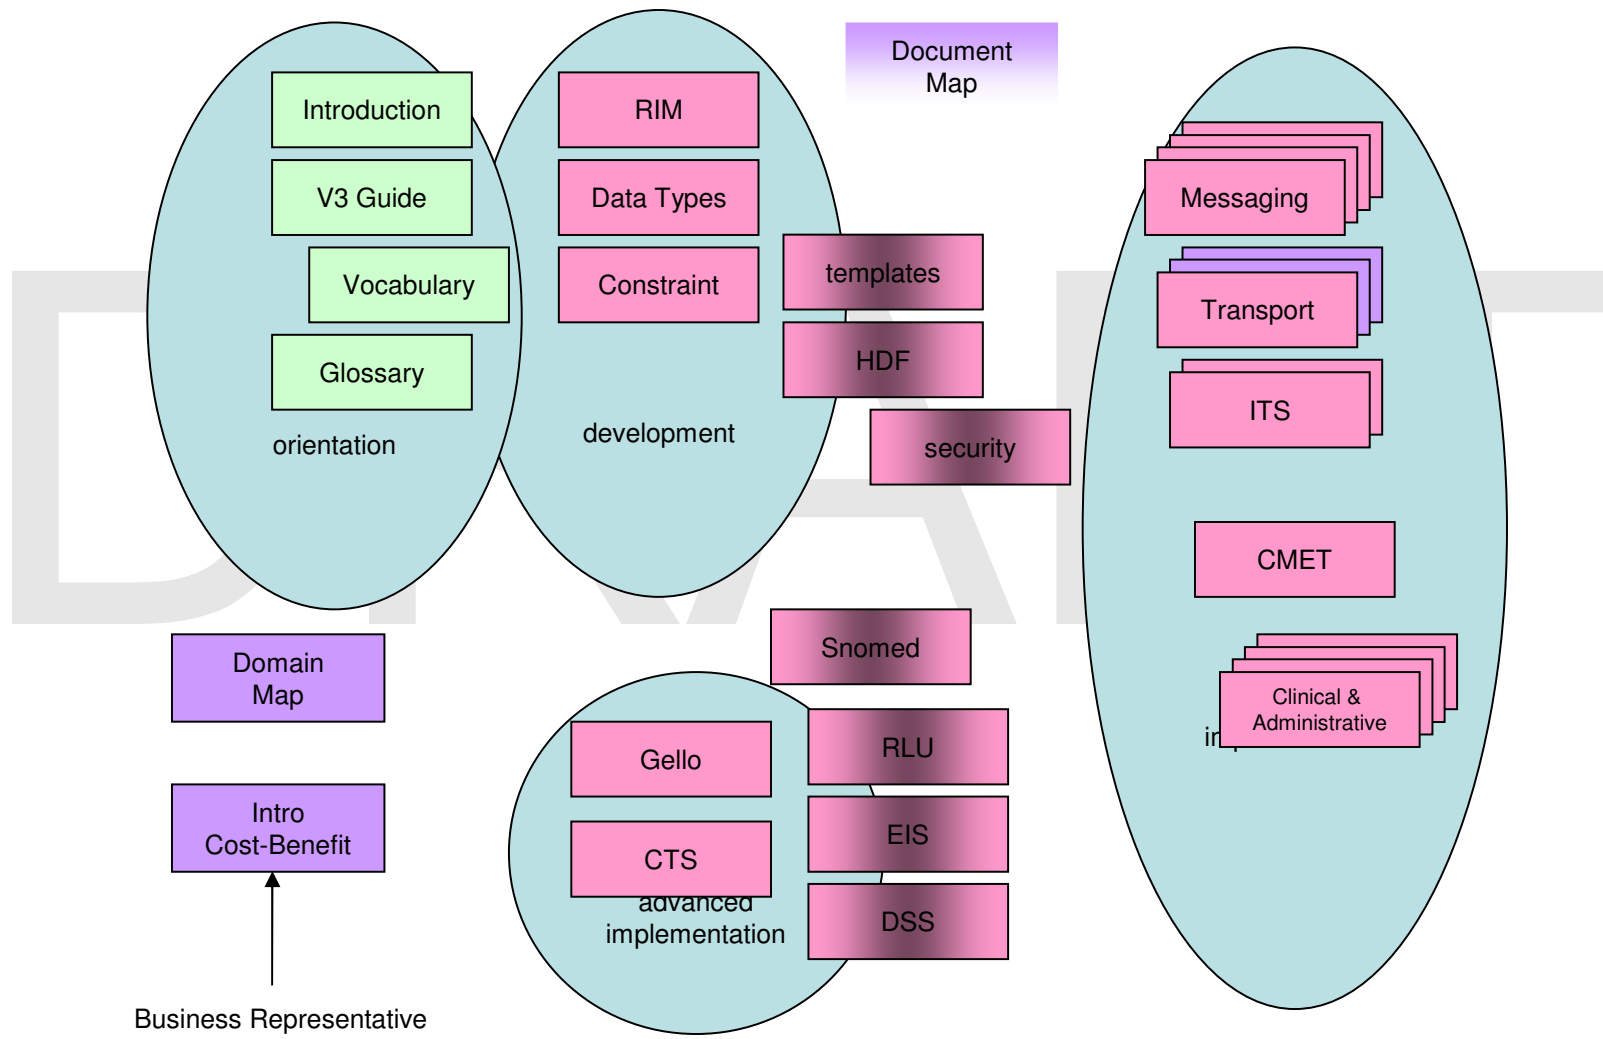 Document
Map
Introduction
V3 Guide
Vocabulary
Glossary
orientation
RIM
Data Types
Constraint
development
templates
HDF
security
Messaging
Transport
ITS
CMET
Clinical &
Administrative
Domain
Map
Intro
Cost-Benefit
Business Representative
Snomed
Gello
CTS
advanced
implementation
RLU
EIS
DSS
DRAFT